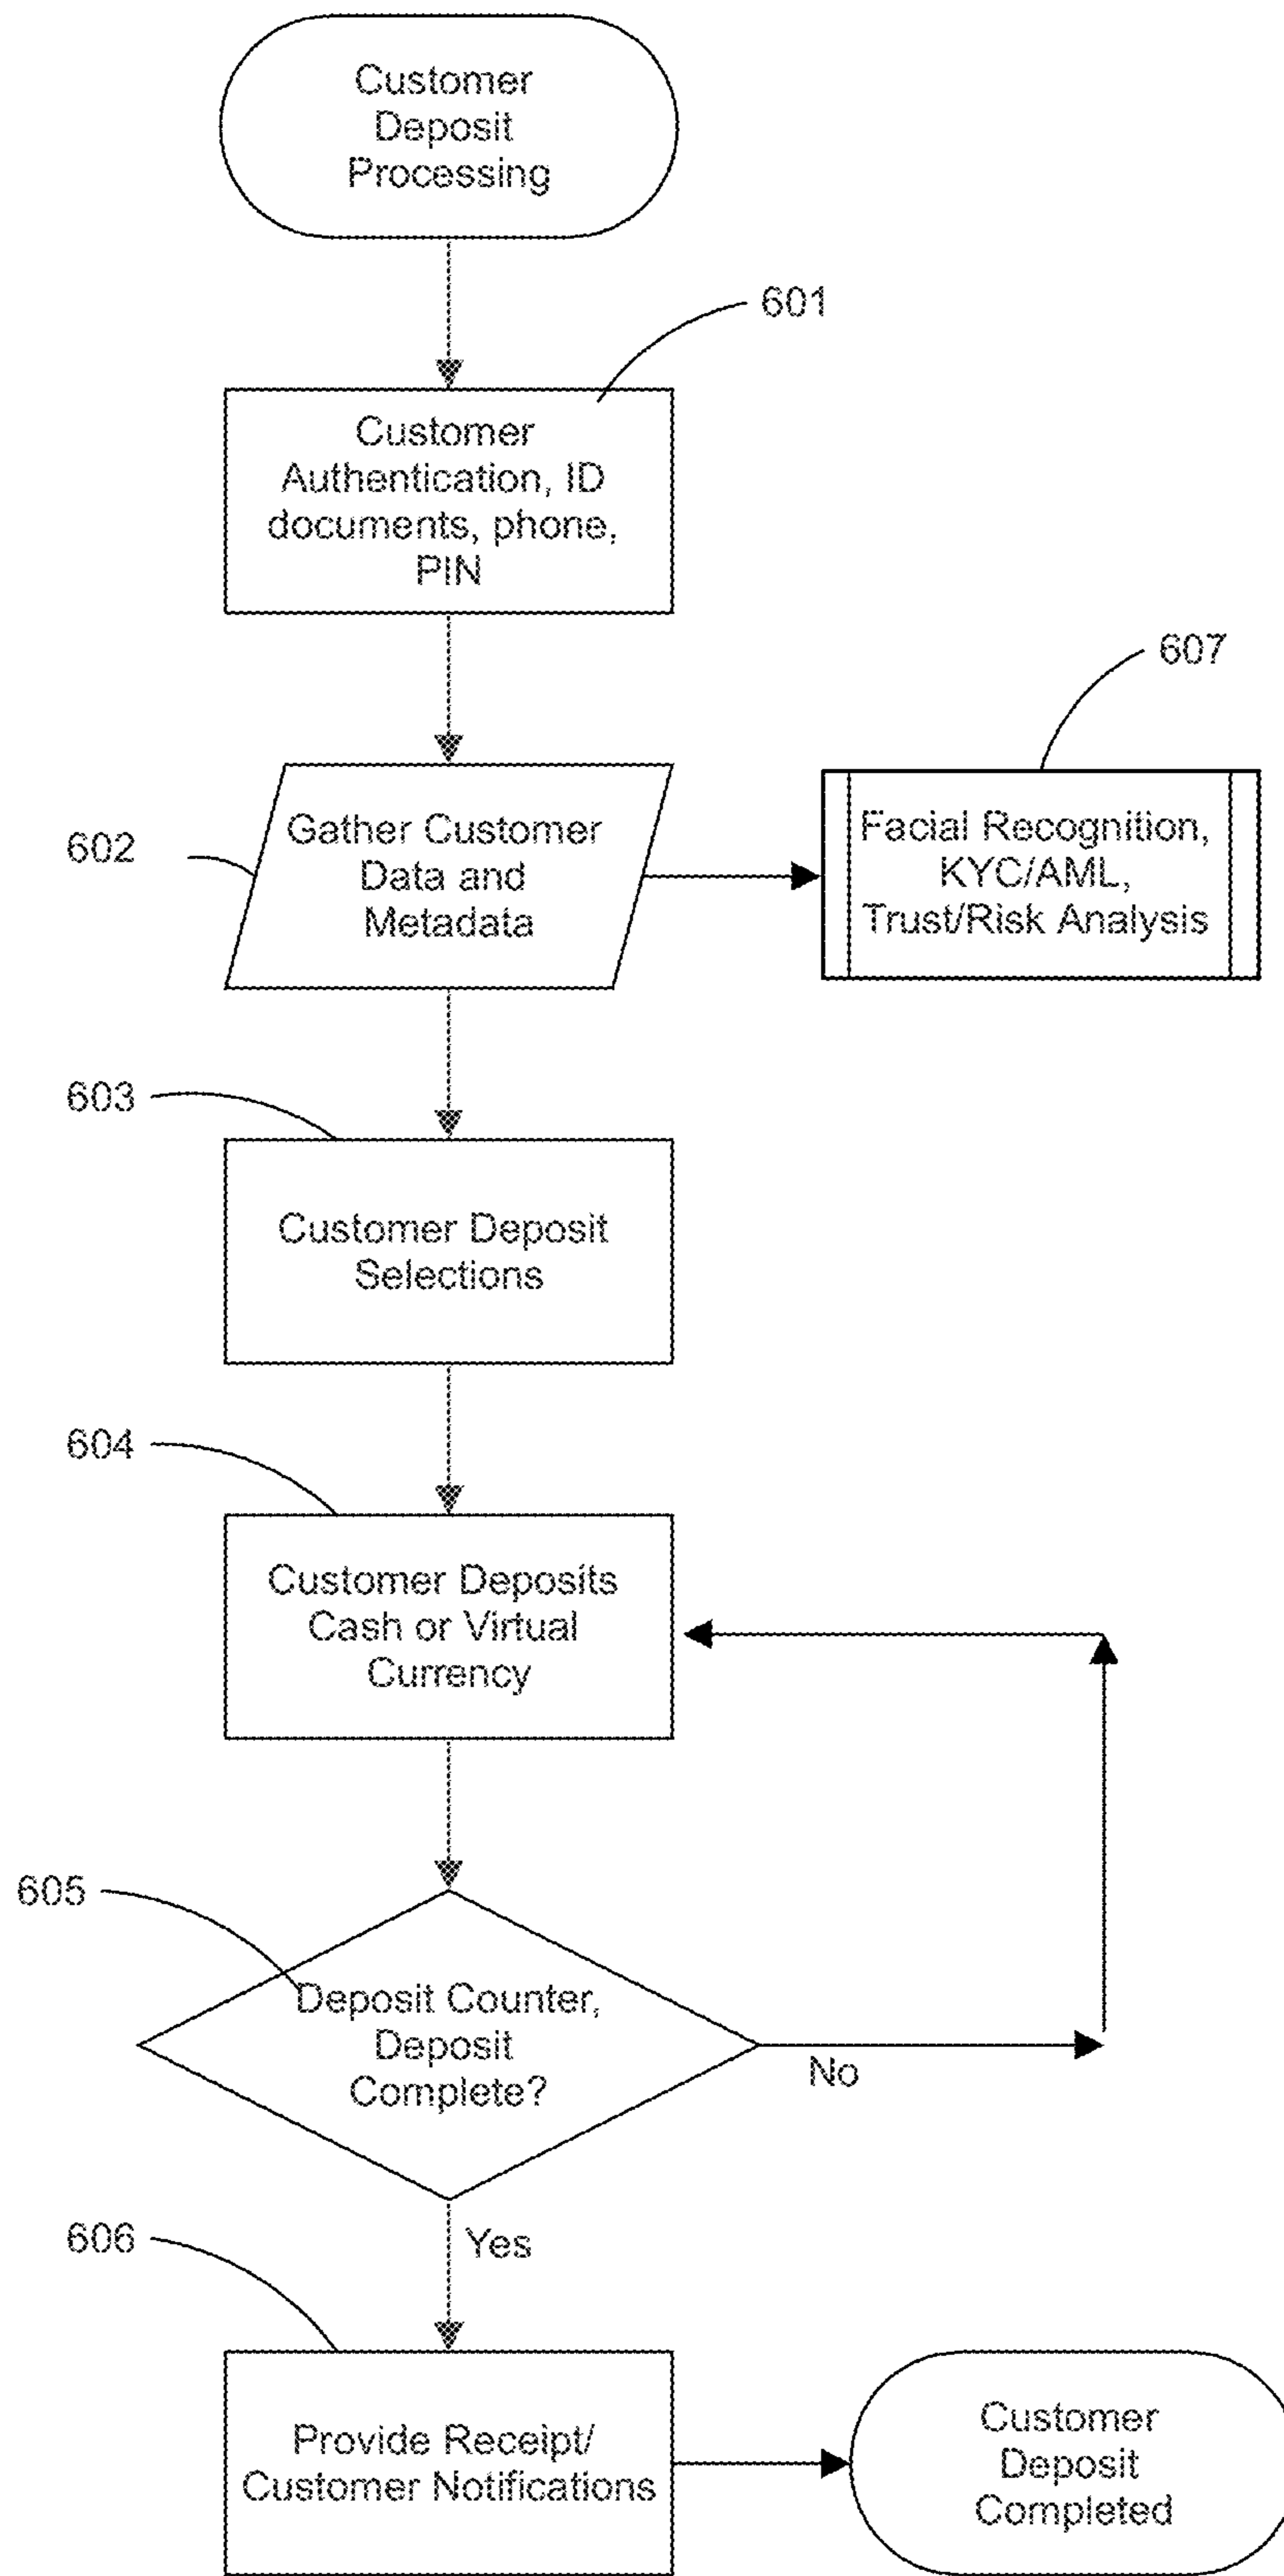 Customer
Deposit
Processing
601
Customer
Authentication, ID
documents, phone,
PIN
607
602
Gather Customer
Data and
Metadata
Facial Recognition,
KYC/AML,
Trust/Risk Analysis
603
Customer Deposit
Selections
604
Customer Deposits
Cash or Virtual
Currency
605
Deposit Counter,
Deposit
Complete?
No
Yes
606
Provide Receipt/
Customer Notifications
Customer
Deposit
Completed